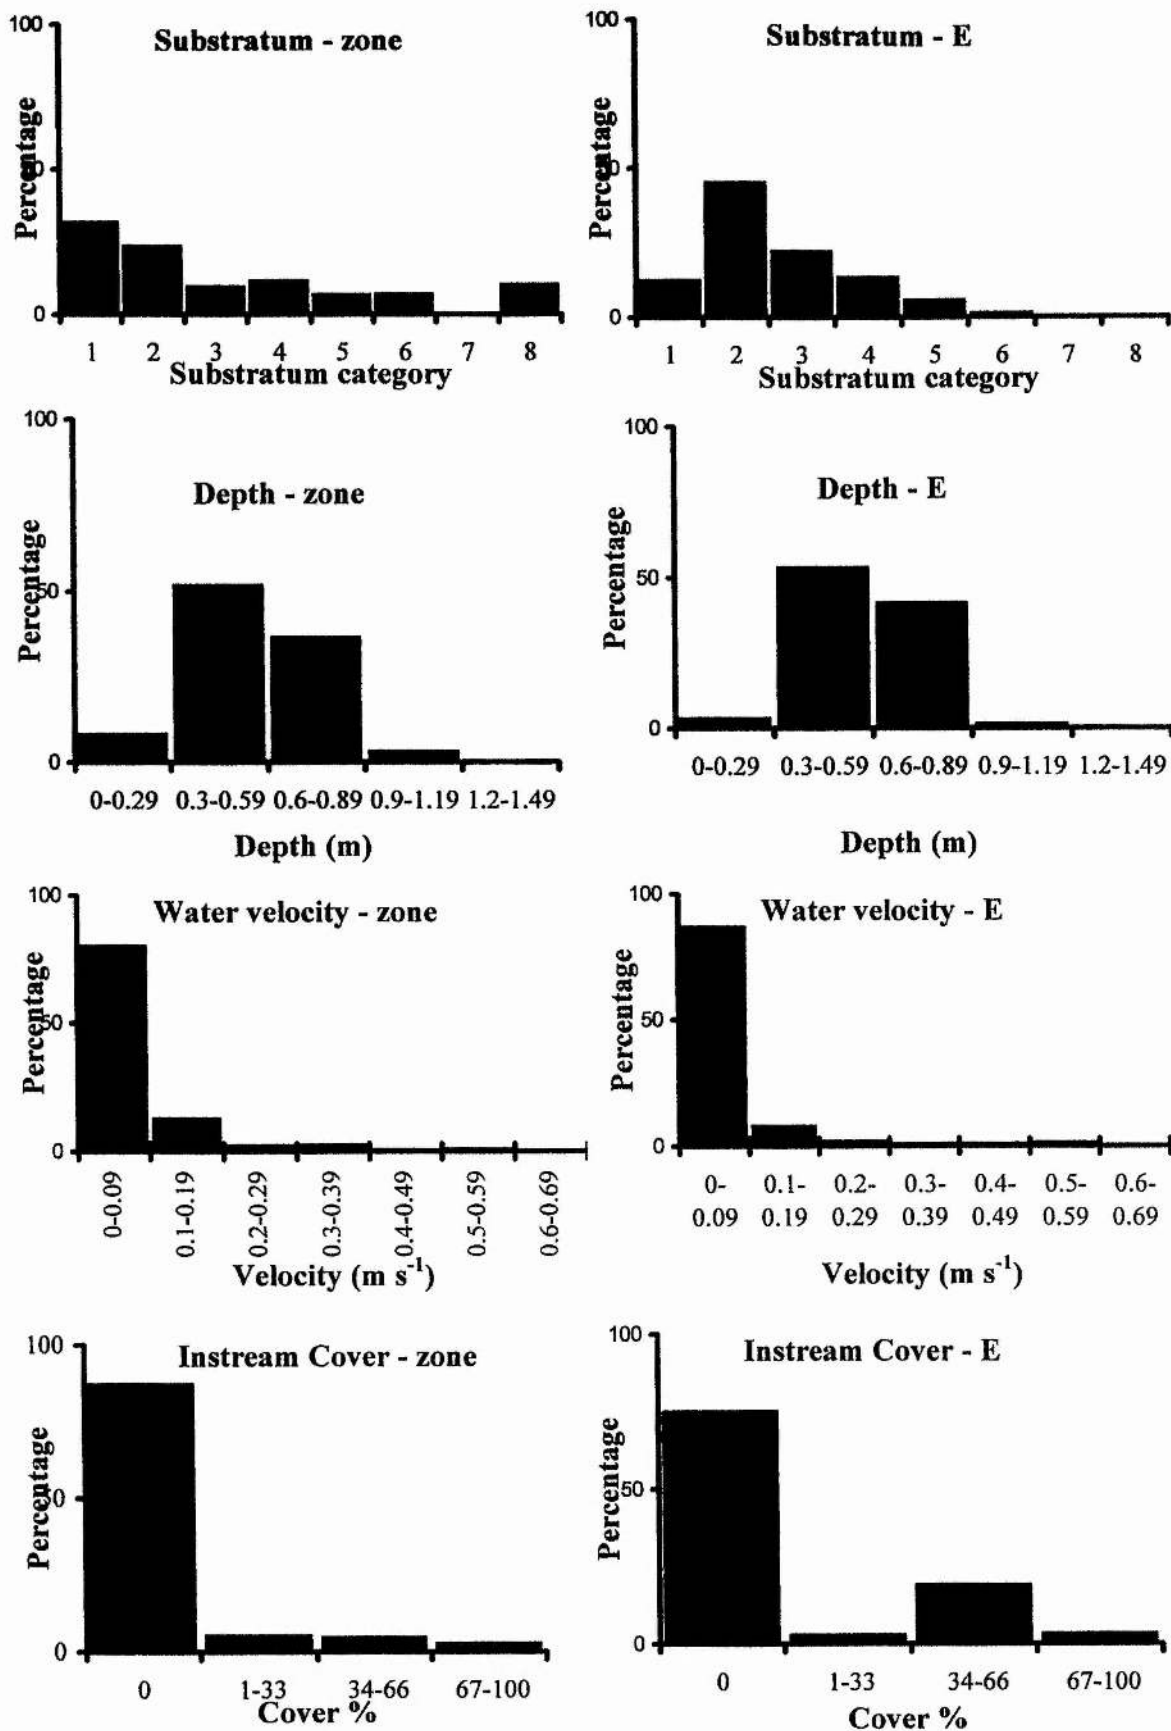 100
Substratum - zone
Percentage
0
0
1 2 3 4 5 6 7 8
Substratum category
100
Substratum - E
Percentage
0
0
1 2 3 4 5 6 7 8
Substratum category
100
Depth - zone
Percentage
50
0
0-0.29 0.3-0.59 0.6-0.89 0.9-1.19 1.2-1.49
Depth (m)
100
Depth - E
Percentage
50
0
0-0.29 0.3-0.59 0.6-0.89 0.9-1.19 1.2-1.49
Depth (m)
100
Water velocity - zone
Percentage
50
0
0-0.09
0.1-0.19
0.2-0.29
0.3-0.39
0.4-0.49
0.5-0.59
0.6-0.69
Velocity (m s⁻¹)
100
Water velocity - E
Percentage
50
0
0- 0.1- 0.2- 0.3- 0.4- 0.5- 0.6-
0.09 0.19 0.29 0.39 0.49 0.59 0.69
Velocity (m s⁻¹)
100
Instream Cover - zone
Percentage
50
0
0 1-33 34-66 67-100
Cover %
100
Instream Cover - E
Percentage
50
0
0 1-33 34-66 67-100
Cover %